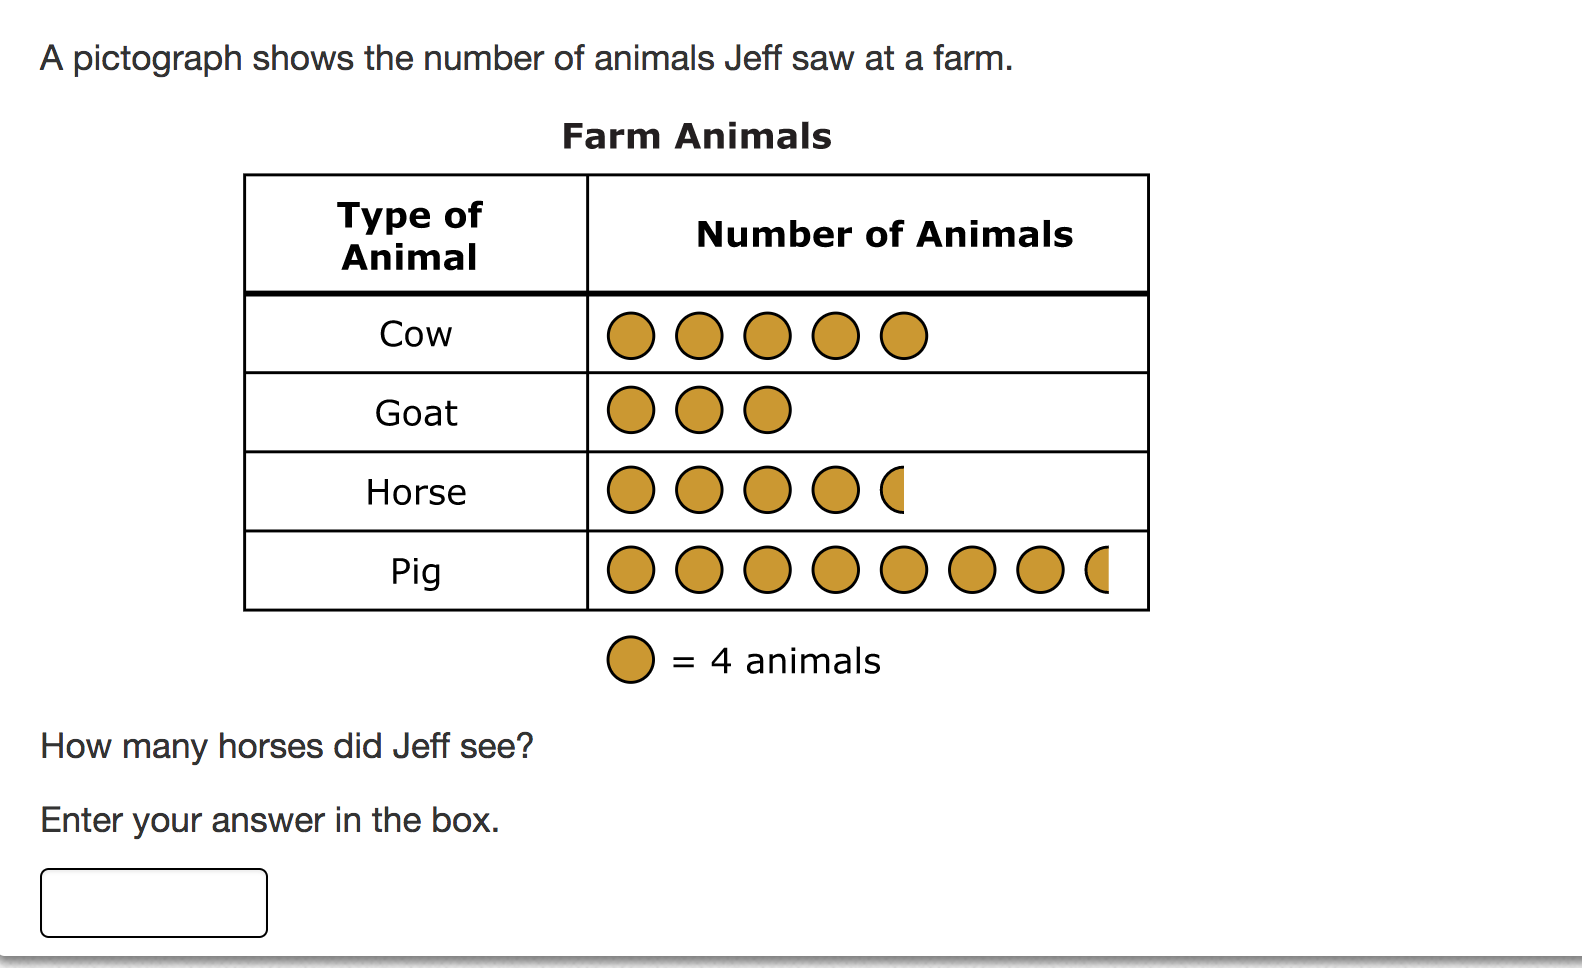 A pictograph shows the number of animals Jeff saw at a farm.
Farm Animals
Type of
Animal
Number of Animals
Cow
Goat
Horse
Pig
= 4 animals
How many horses did Jeff see?
Enter your answer in the box.